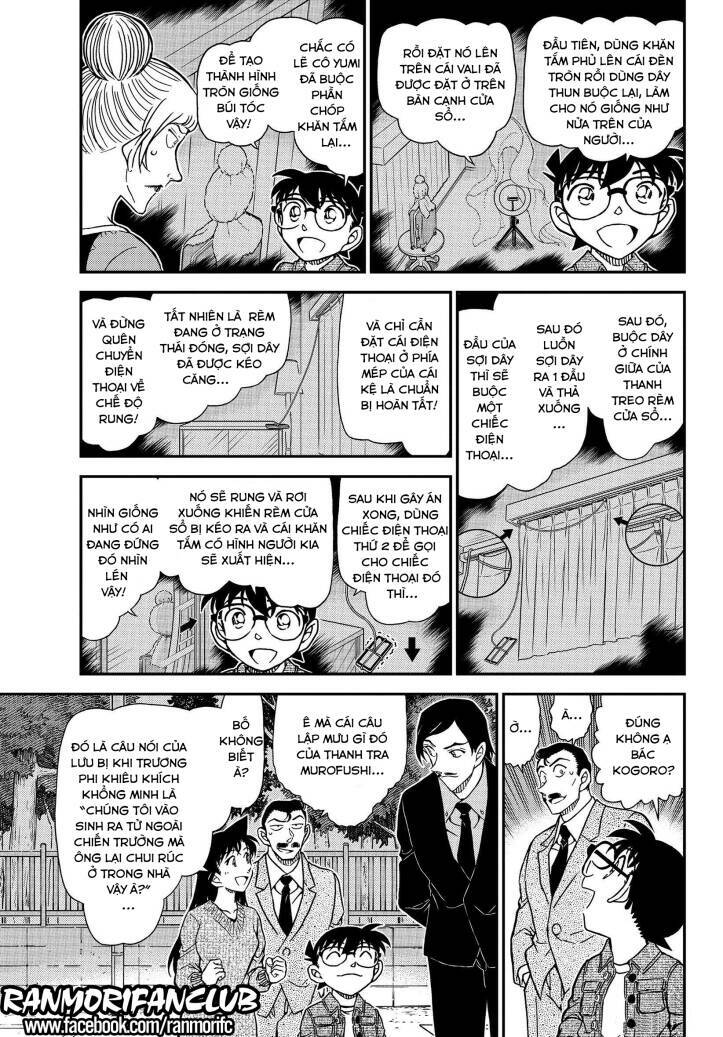 ĐẦU TIÊN, DÙNG KHĂN
TẮM PHỦ LÊN CÁI ĐÈN
TRÒN RỒI DÙNG DÂY
THUN BUỘC LẠI, LÀM
CHO NÓ GIỐNG NHƯ
NỬA TRÊN CỦA
NGƯỜI...
RỒI ĐẶT NÓ LÊN
TRÊN CÁI VALI ĐÃ
ĐƯỢC ĐẶT Ở TRÊN
BÀN CẠNH CỬA
SỔ...
CHẮC CÓ
LẼ CÔ YUMI
ĐÃ BUỘC
PHẦN
CHÓP
KHĂN TẮM
LẠI...
ĐỂ TẠO
THÀNH HÌNH
TRÒN GIỐNG
BÚI TÓC
VẬY!
SAU ĐÓ,
BUỘC DÂY
Ở CHÍNH
GIỮA CỦA
THANH
TREO RÈM
CỬA SỔ...
SAU ĐÓ
LUỒN SỢI
DÂY RA 1 ĐẦU
VÀ THẢ
XUỐNG
...
ĐẦU CỦA
SỢI DÂY
THÌ SẼ
BUỘC
MỘT
CHIẾC
ĐIỆN
THOẠI...
VÀ CHỈ CẦN
ĐẶT CÁI ĐIỆN
THOẠI Ở PHÍA
MÉP CỦA CÁI
KỆ LÀ CHUẨN
BỊ HOÀN TẤT!
TẤT NHIÊN LÀ RÈM
ĐANG Ở TRẠNG
THÁI ĐÓNG, SỢI DÂY
ĐÃ ĐƯỢC KÉO
CĂNG...
VÀ ĐỪNG
QUÊN
CHUYỂN
ĐIỆN
THOẠI VỀ
CHẾ ĐỘ
RUNG!
SAU KHI GÂY ÁN
XONG, DÙNG
CHIẾC ĐIỆN THOẠI
THỨ 2 ĐỂ GỌI
CHO CHIẾC
ĐIỆN THOẠI ĐÓ
THÌ...
NÓ SẼ RUNG VÀ RƠI
XUỐNG KHIẾN RÈM CỬA
SỔ BỊ KÉO RA VÀ CÁI KHĂN
TẮM CÓ HÌNH NGƯỜI KIA
SẼ XUẤT HIỆN...
NHÌN GIỐNG
NHƯ CÓ AI
ĐANG ĐỨNG
ĐÓ NHÌN
LÉN
VẬY!
ĐÚNG
KHÔNG Ạ
BÁC
KOGORO?
À...
Ờ...
Ê MÀ CÁI CÂU
LẬP MƯU GÌ ĐÓ
CỦA THANH TRA
MUROFUSHI...
BỐ
KHÔNG
BIẾT
À?
ĐÓ LÀ CÂU NÓI CỦA
LƯU BỊ KHI TRƯƠNG
PHI KHIÊU KHÍCH
KHỔNG MINH LÀ
"CHÚNG TÔI VÀO
SINH RA TỬ NGOÀI
CHIẾN TRƯỜNG MÀ
ÔNG LẠI CHUI RÚC
Ở TRONG NHÀ
VẬY À?"
...
RANMORIFANCLUB
www.facebook.com/ranmorifc